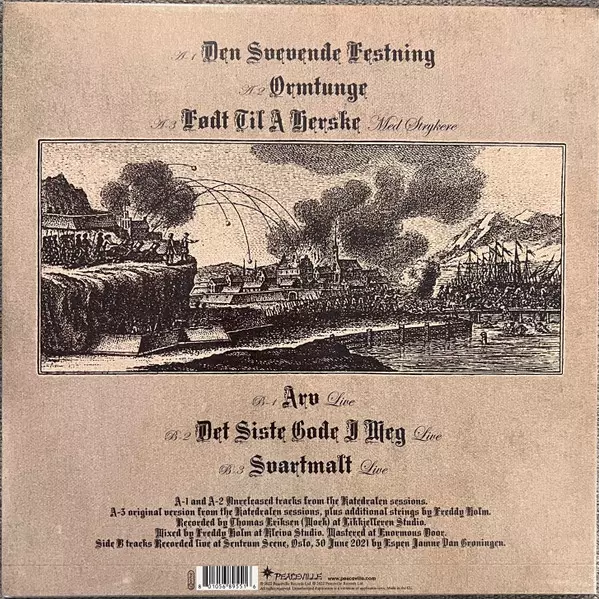 A-1 Den Svevende Festning
A-2 Ormtunge
A-3 Født Til Å Herske Med Strykere
B-1 Arv Live
B-2 Det Siste Gode I Meg Live
B-3 Svartmalt Live
A-1 and A-2 Unreleased tracks from the Katedralen sessions.
A-3 original version from the Katedralen sessions, plus additional strings by Freddy Holm.
Recorded by Thomas Eriksen (Mork) at Likkjelleren Studio.
Mixed by Freddy Holm at Kleiva Studio. Mastered at Enormous Door.
Side B tracks Recorded live at Sentrum Scene, Oslo, 30 June 2021 by Espen Janne Dan Grøningen.
PEACEVILLE www.peaceville.com